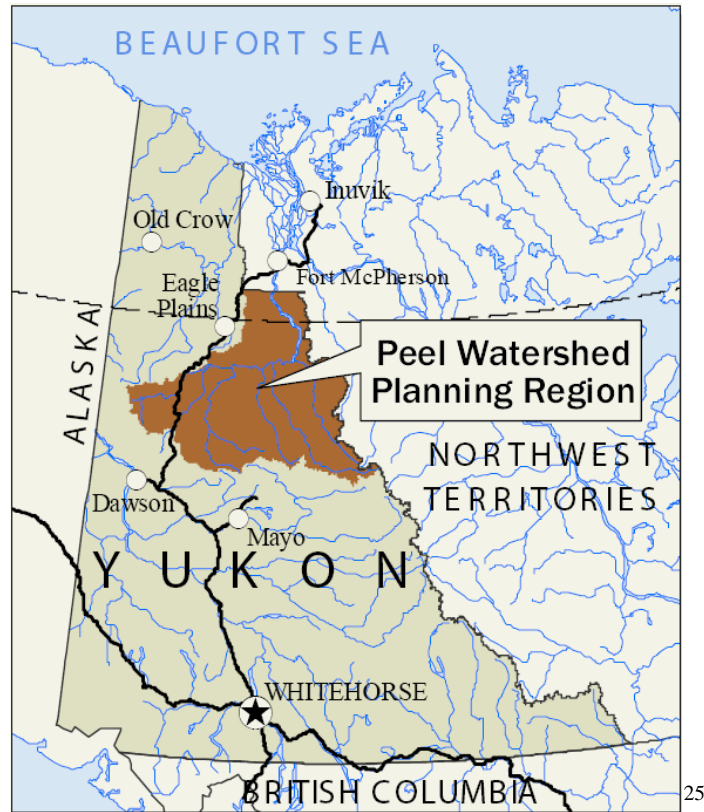 BEAUFORT SEA
Inuvik
Old Crow
Fort McPherson
Eagle
Plains
ALASKA
Peel Watershed
Planning Region
NORTHWEST
TERRITORIES
Dawson
Mayo
YUKON
WHITEHORSE
BRITISH COLUMBIA
25